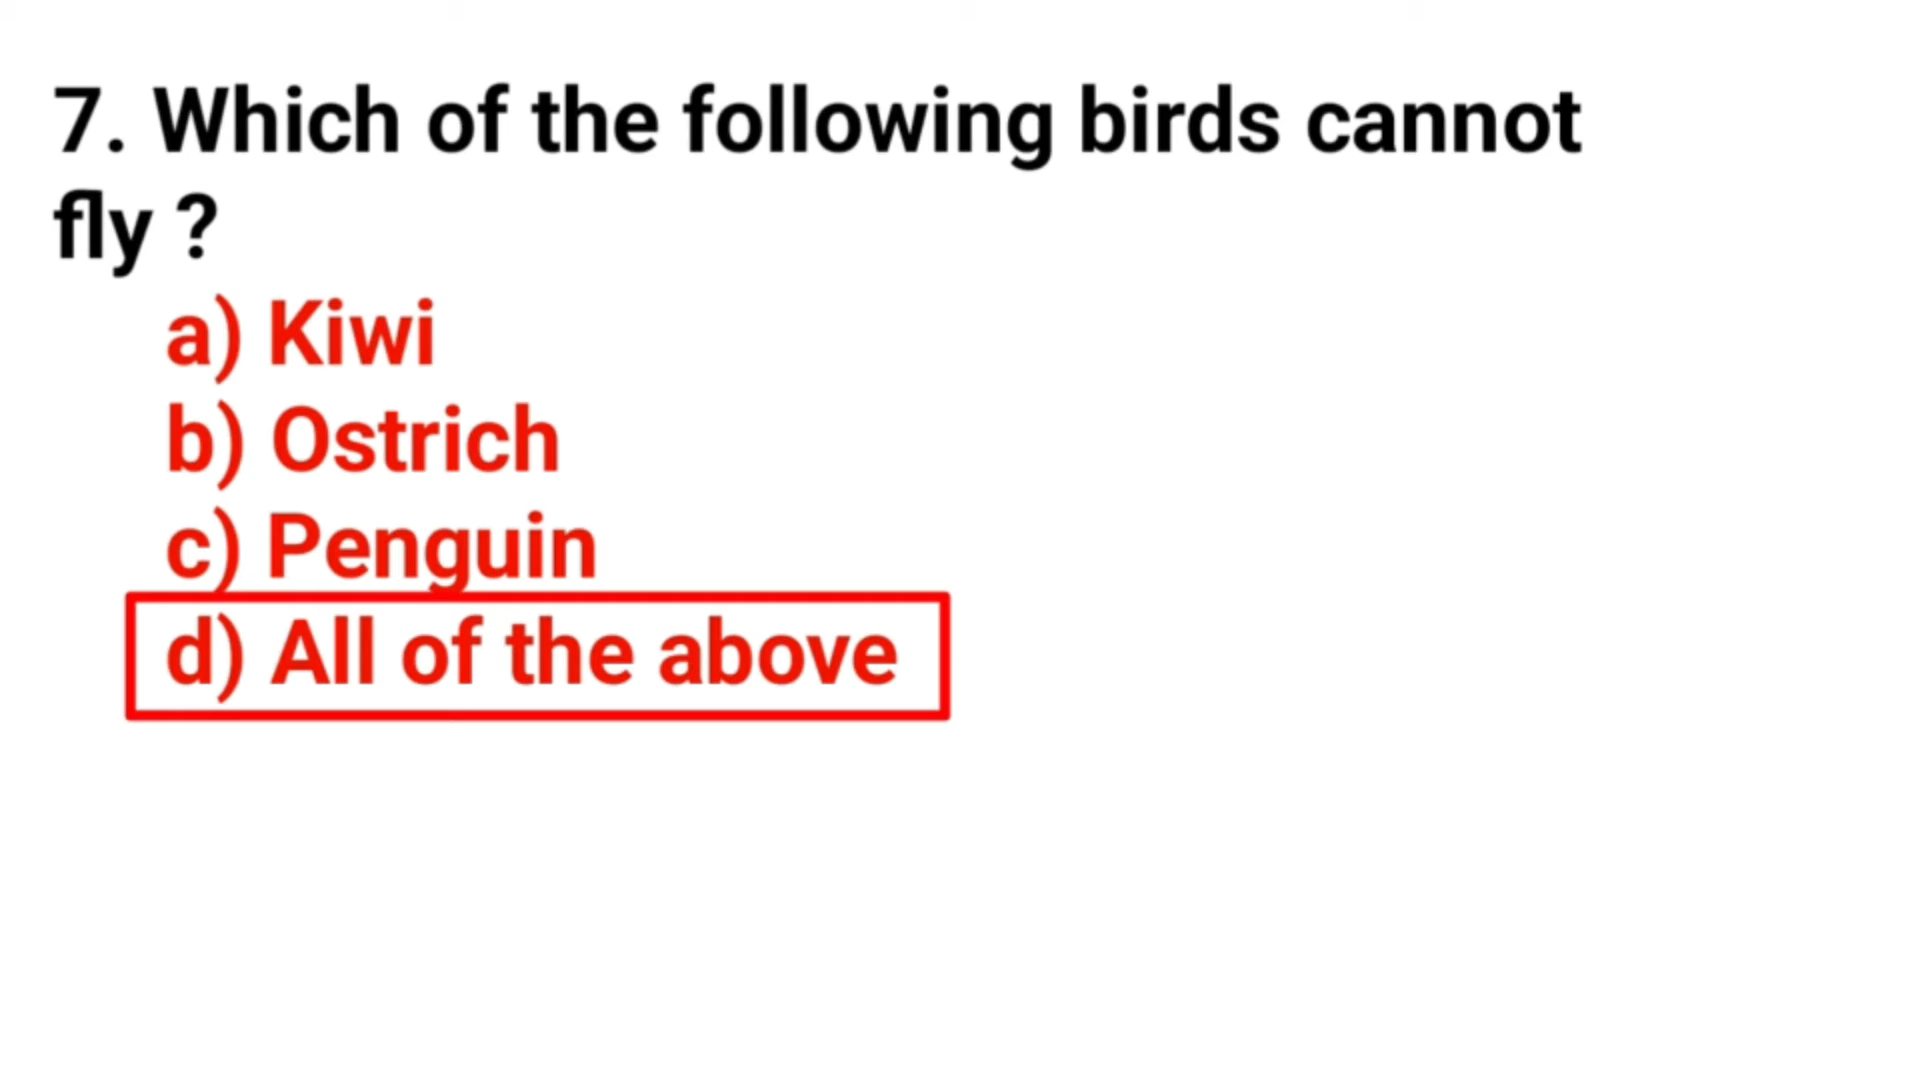 7. Which of the following birds cannot
fly ?
a) Kiwi
b) Ostrich
c) Penguin
d) All of the above